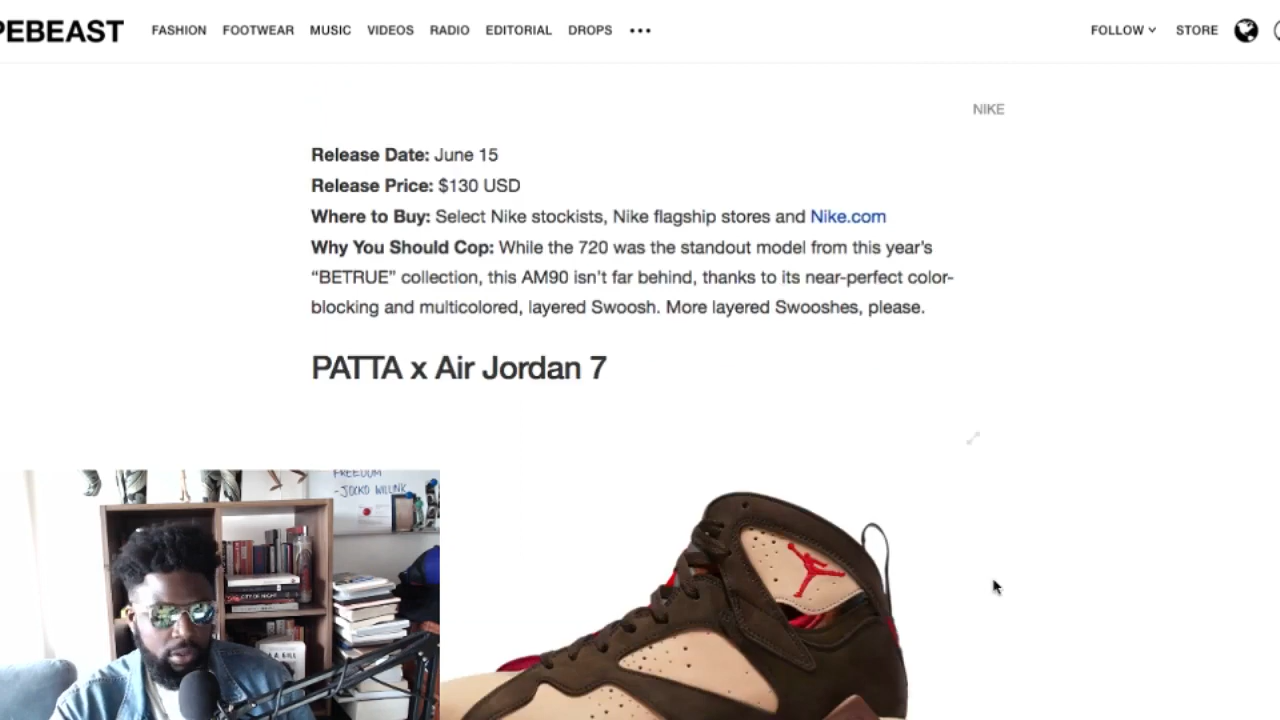 PEBEAST FASHION FOOTWEAR MUSIC VIDEOS RADIO EDITORIAL DROPS ••• FOLLOW STORE
NIKE
Release Date: June 15
Release Price: $130 USD
Where to Buy: Select Nike stockists, Nike flagship stores and Nike.com
Why You Should Cop: While the 720 was the standout model from this year’s
“BETRUE” collection, this AM90 isn’t far behind, thanks to its near-perfect color-
blocking and multicolored, layered Swoosh. More layered Swooshes, please.
PATTA x Air Jordan 7
FREEDOM
-JOCKO WILLINK
CITY OF NIGHT